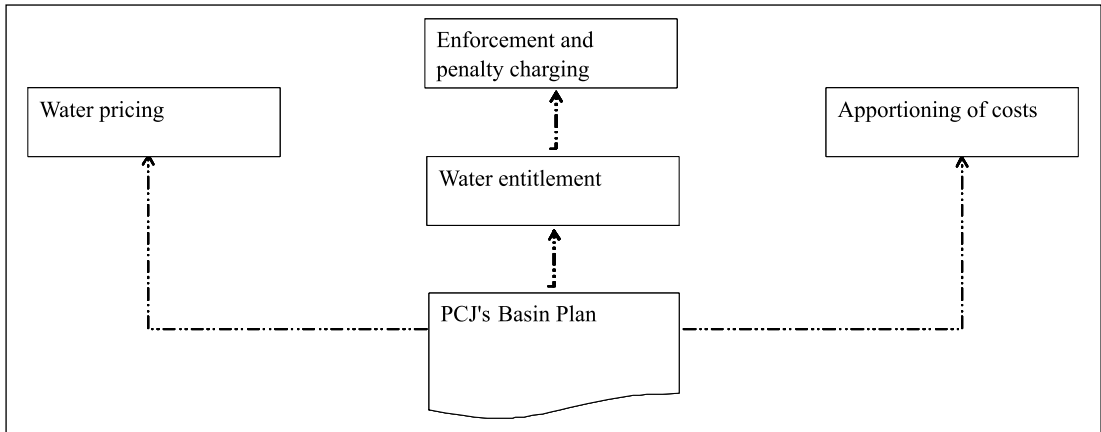 Enforcement and
penalty charging
Water pricing
Apportioning of costs
Water entitlement
PCJ's Basin Plan